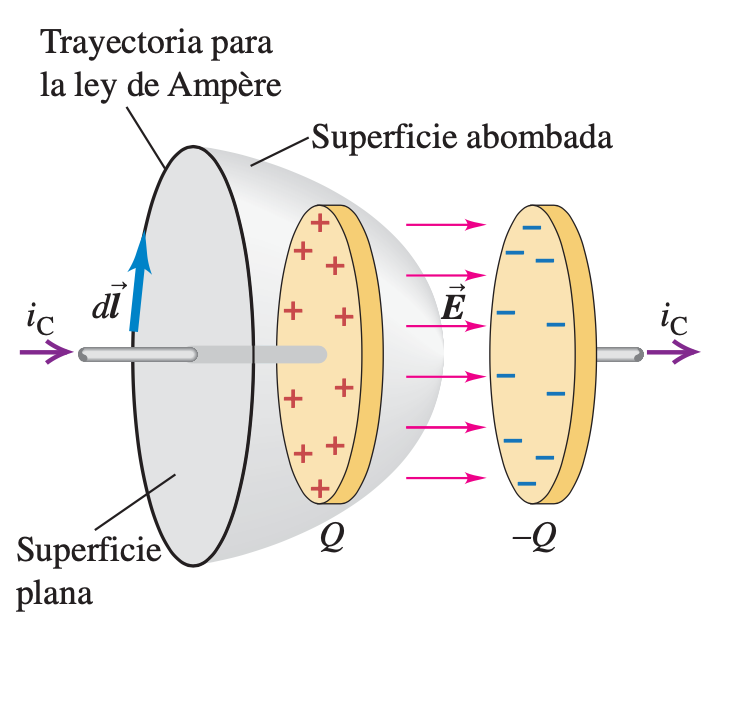 Trayectoria para
la ley de Ampère
Superficie abombada
+ + + + + + + + + +
− − − − − − − − − −
$d\vec{l}$
$\vec{E}$
$i_C$
$i_C$
Superficie
plana
Q
−Q